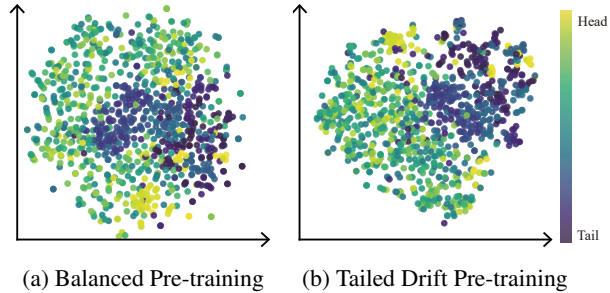 Head
Tail
(a) Balanced Pre-training
(b) Tailed Drift Pre-training